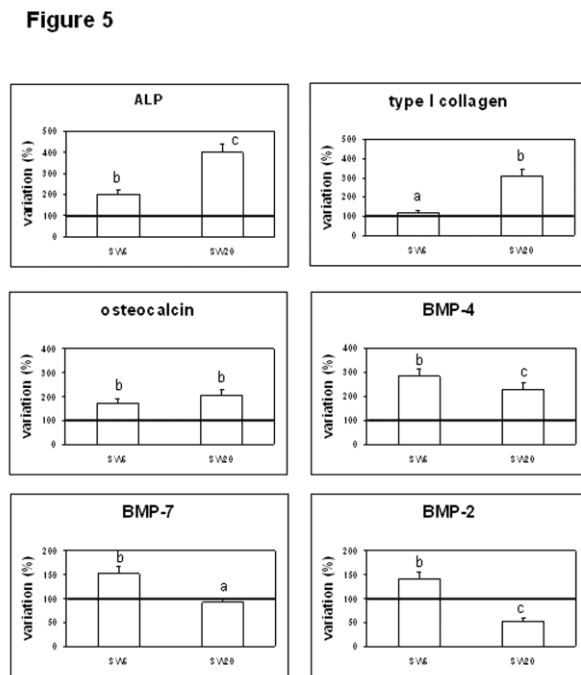 Figure 5
ALP
variation (%)
500
400
300
200
100
0
b
c
SW6
SW20
type I collagen
variation (%)
500
400
300
200
100
0
a
b
SW6
SW20
osteocalcin
variation (%)
400
300
200
100
0
b
b
SW6
SW20
BMP-4
variation (%)
400
300
200
100
0
b
c
SW6
SW20
BMP-7
variation (%)
200
150
100
50
0
b
a
SW6
SW20
BMP-2
variation (%)
200
150
100
50
0
b
c
SW6
SW20